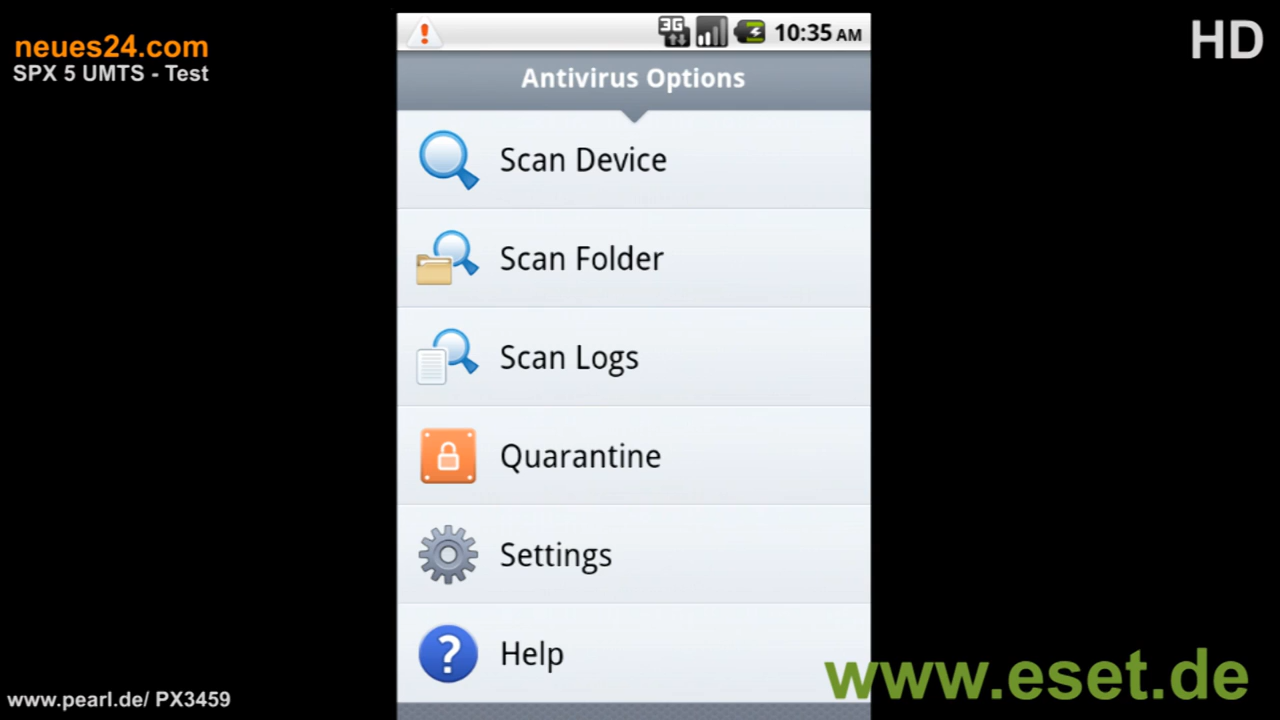 neues24.com
SPX 5 UMTS - Test
HD
3G
10:35 AM
Antivirus Options
Scan Device
Scan Folder
Scan Logs
Quarantine
Settings
Help
www.eset.de
www.pearl.de/ PX3459